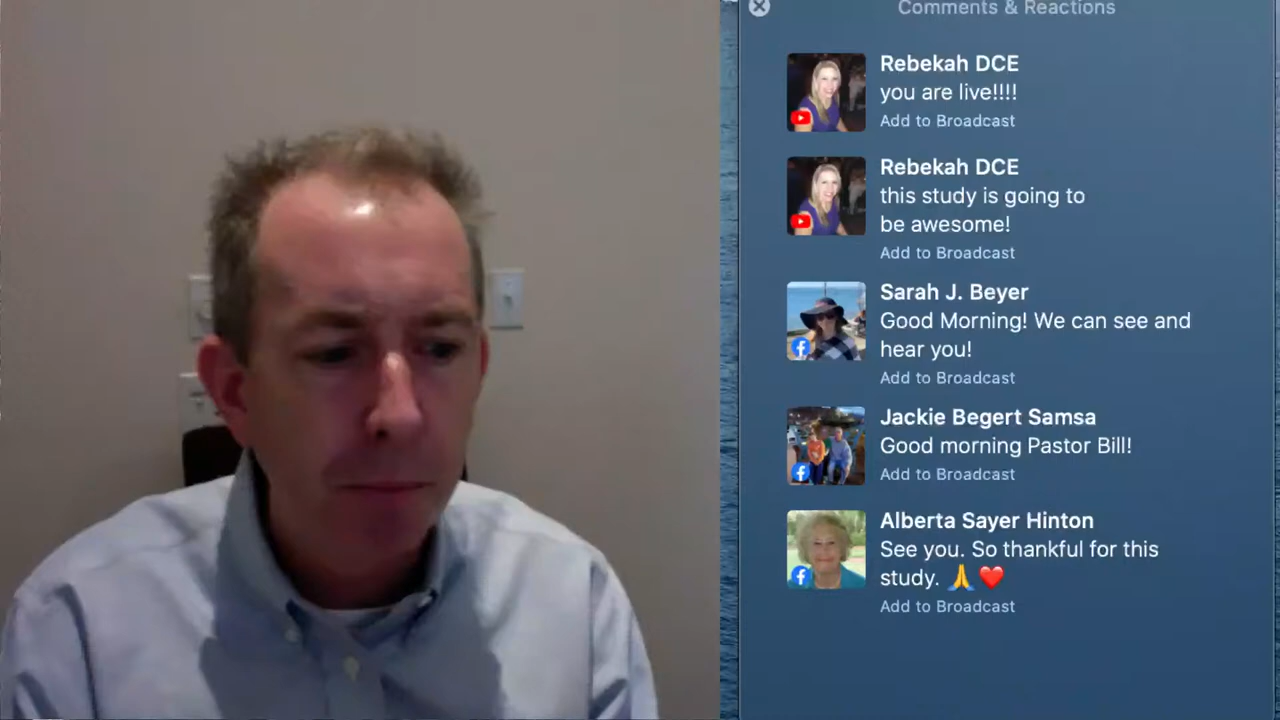 Comments & Reactions
Rebekah DCE
you are live!!!!
Add to Broadcast
Rebekah DCE
this study is going to
be awesome!
Add to Broadcast
Sarah J. Beyer
Good Morning! We can see and
hear you!
Add to Broadcast
Jackie Begert Samsa
Good morning Pastor Bill!
Add to Broadcast
Alberta Sayer Hinton
See you. So thankful for this
study. 🙏❤️
Add to Broadcast